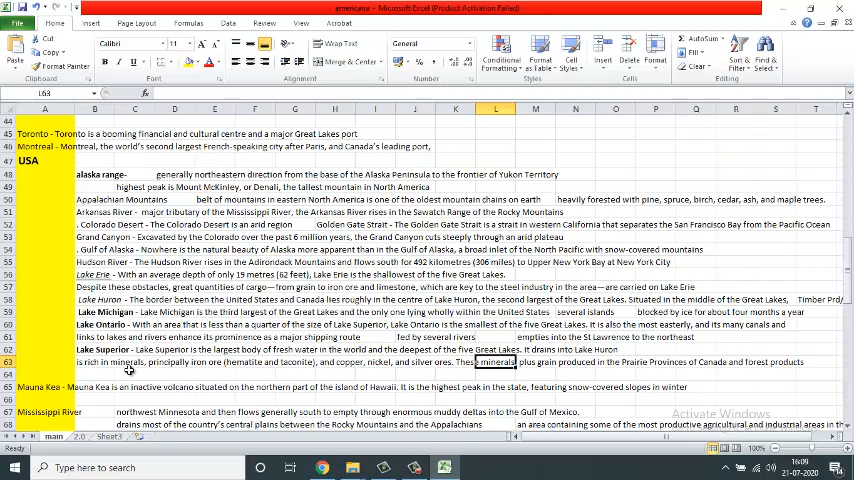 americana - Microsoft Excel (Product Activation Failed)
File Home Insert Page Layout Formulas Data Review View Acrobat
Cut
Copy
Format Painter
Paste
Clipboard
Calibri 11
B I U
Font
Wrap Text
Merge & Center
Alignment
General
$ % ,
Number
Conditional Formatting
Format as Table
Cell Styles
Styles
Insert Delete Format
Cells
AutoSum
Fill
Clear
Sort & Filter
Find & Select
Editing
L63 fx
A B C D E F G H I J K L M N O P Q R S T
44
45 Toronto - Toronto is a booming financial and cultural centre and a major Great Lakes port
46 Montreal - Montreal, the world's second largest French-speaking city after Paris, and Canada's leading port,
47 USA
48 alaska range- generally northeastern direction from the base of the Alaska Peninsula to the frontier of Yukon Territory
49 highest peak is Mount McKinley, or Denali, the tallest mountain in North America
50 Appalachian Mountains belt of mountains in eastern North America is one of the oldest mountain chains on earth heavily forested with pine, spruce, birch, cedar, ash, and maple trees.
51 Arkansas River - major tributary of the Mississippi River, the Arkansas River rises in the Sawatch Range of the Rocky Mountains
52 . Colorado Desert - The Colorado Desert is an arid region Golden Gate Strait - The Golden Gate Strait is a strait in western California that separates the Sacramento Bay from the Pacific Ocean
53 Grand Canyon - Excavated by the Colorado over the past 6 million years, the Grand Canyon cuts steeply through an arid plateau
54 . Gulf of Alaska - Nowhere is the natural beauty of Alaska more apparent than in the Gulf of Alaska, a broad inlet of the North Pacific with snow-covered mountains
55 Hudson River - The Hudson River rises in the Adirondack Mountains and flows south for 492 kilometres (306 miles) to Upper New York Bay at New York City
56 Lake Erie - With an average depth of only 19 metres (62 feet), Lake Erie is the shallowest of the five Great Lakes.
57 Despite these obstacles, great quantities of cargo—from grain to iron ore and limestone, which are key to the steel industry in the area—are carried on Lake Erie
58 Lake Huron - The border between the United States and Canada lies roughly in the centre of Lake Huron, the second largest of the Great Lakes. Situated in the middle of the Great Lakes, Timber Prd/
59 Lake Michigan - Lake Michigan is the third largest of the Great Lakes and the only one lying wholly within the United States several islands blocked by ice for about four months a year
60 Lake Ontario - With an area that is less than a quarter of the size of Lake Superior, Lake Ontario is the smallest of the five Great Lakes. It is also the most easterly, and its many canals and
61 links to lakes and rivers enhance its prominence as a major shipping route fed by several rivers empties into the St Lawrence to the northeast
62 Lake Superior - Lake Superior is the largest body of fresh water in the world and the deepest of the five Great Lakes. It drains into Lake Huron
63 is rich in minerals, principally iron ore (hematite and taconite), and copper, nickel, and silver ores. These minerals plus grain produced in the Prairie Provinces of Canada and forest products
64
65 Mauna Kea - Mauna Kea is an inactive volcano situated on the northern part of the island of Hawaii. It is the highest peak in the state, featuring snow-covered slopes in winter
66
67 Mississippi River northwest Minnesota and then flows generally south to empty through enormous muddy deltas into the Gulf of Mexico.
68 drains most of the country's central plains between the Rocky Mountains and the Appalachians an area containing some of the most productive agricultural and industrial areas in the
Activate Windows
main 2.0 Sheet3
Ready 100%
Type here to search
16:09
21-07-2020